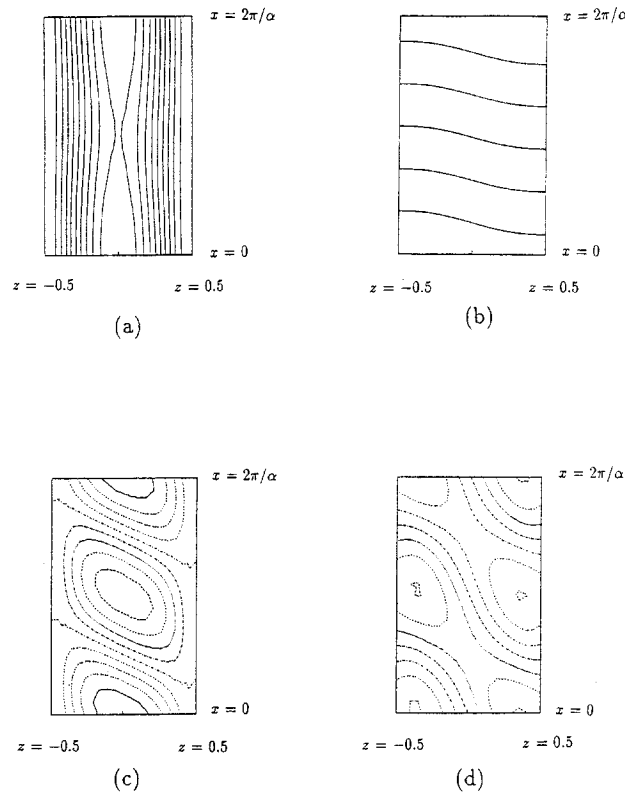 x = 2π/α
x = 0
z = −0.5
z = 0.5
(a)
x = 2π/α
x = 0
z = −0.5
z = 0.5
(b)
x = 2π/α
x = 0
z = −0.5
z = 0.5
(c)
x = 2π/α
x = 0
z = −0.5
z = 0.5
(d)